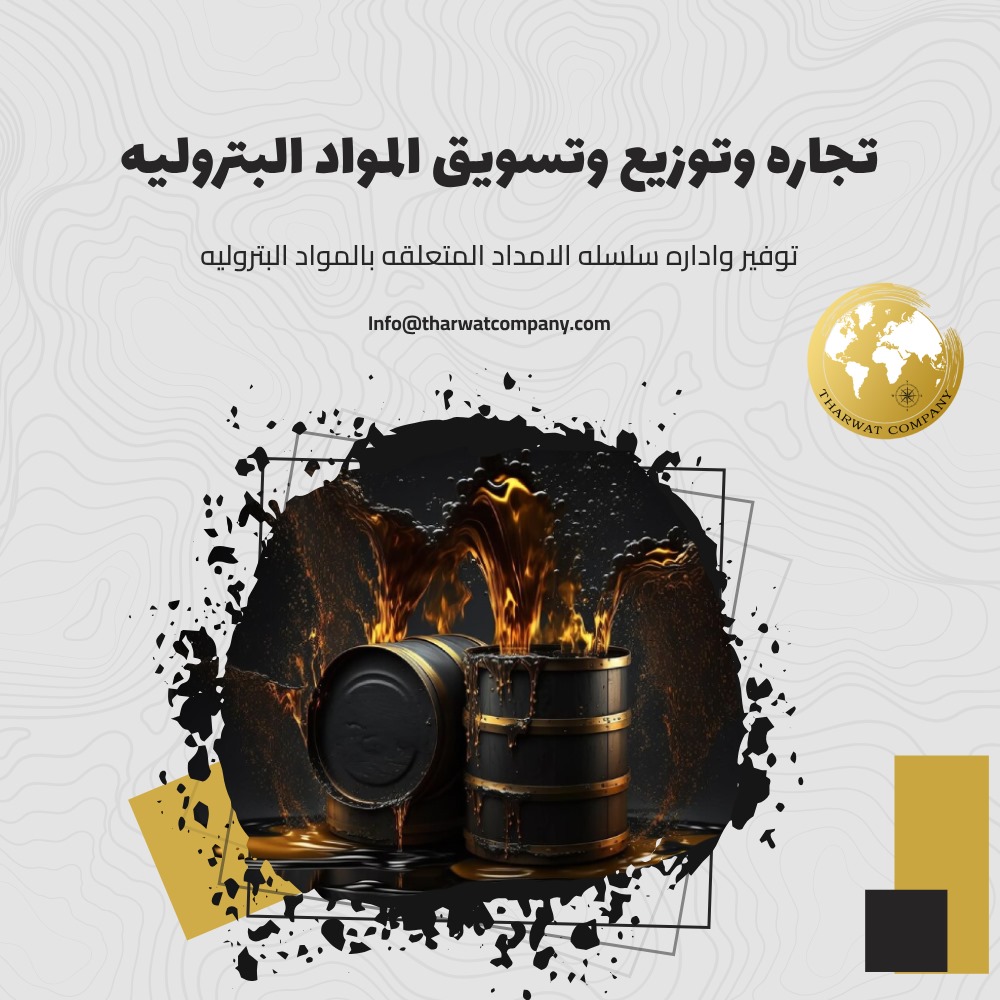 تجاره وتوزيع وتسويق المواد البتروليه
توفير واداره سلسله الامداد المتعلقه بالمواد البتروليه
Info@tharwatcompany.com
THARWAT COMPANY